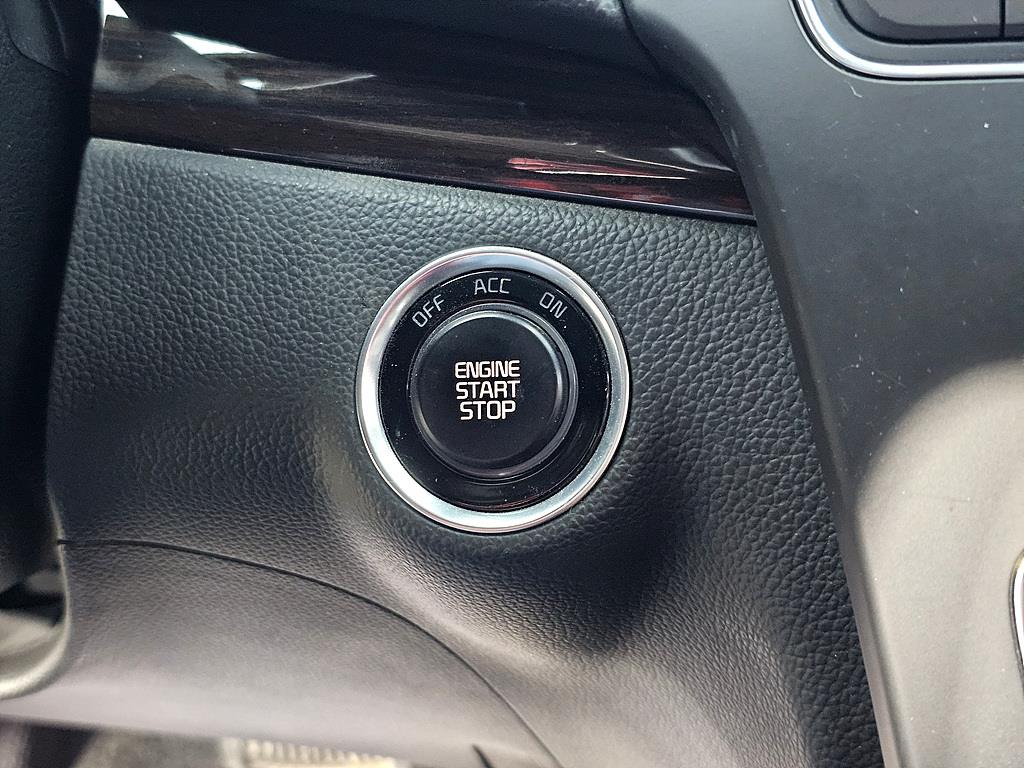 OFF ACC ON
ENGINE
START
STOP